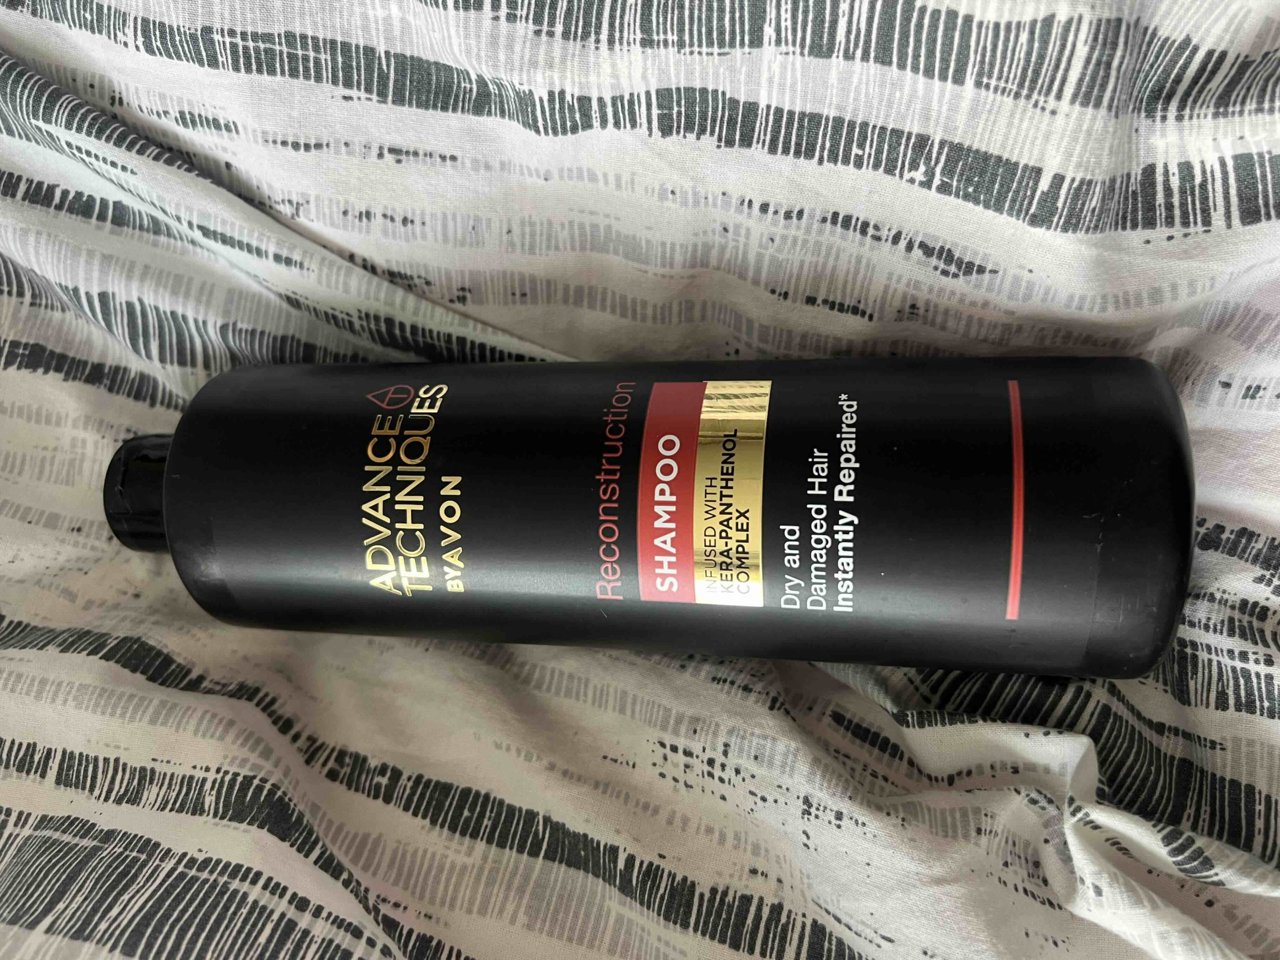 ADVANCE
TECHNIQUES
BY AVON
Reconstruction
SHAMPOO
INFUSED WITH
KERA-PANTHENOL
COMPLEX
Dry and
Damaged Hair
Instantly Repaired*